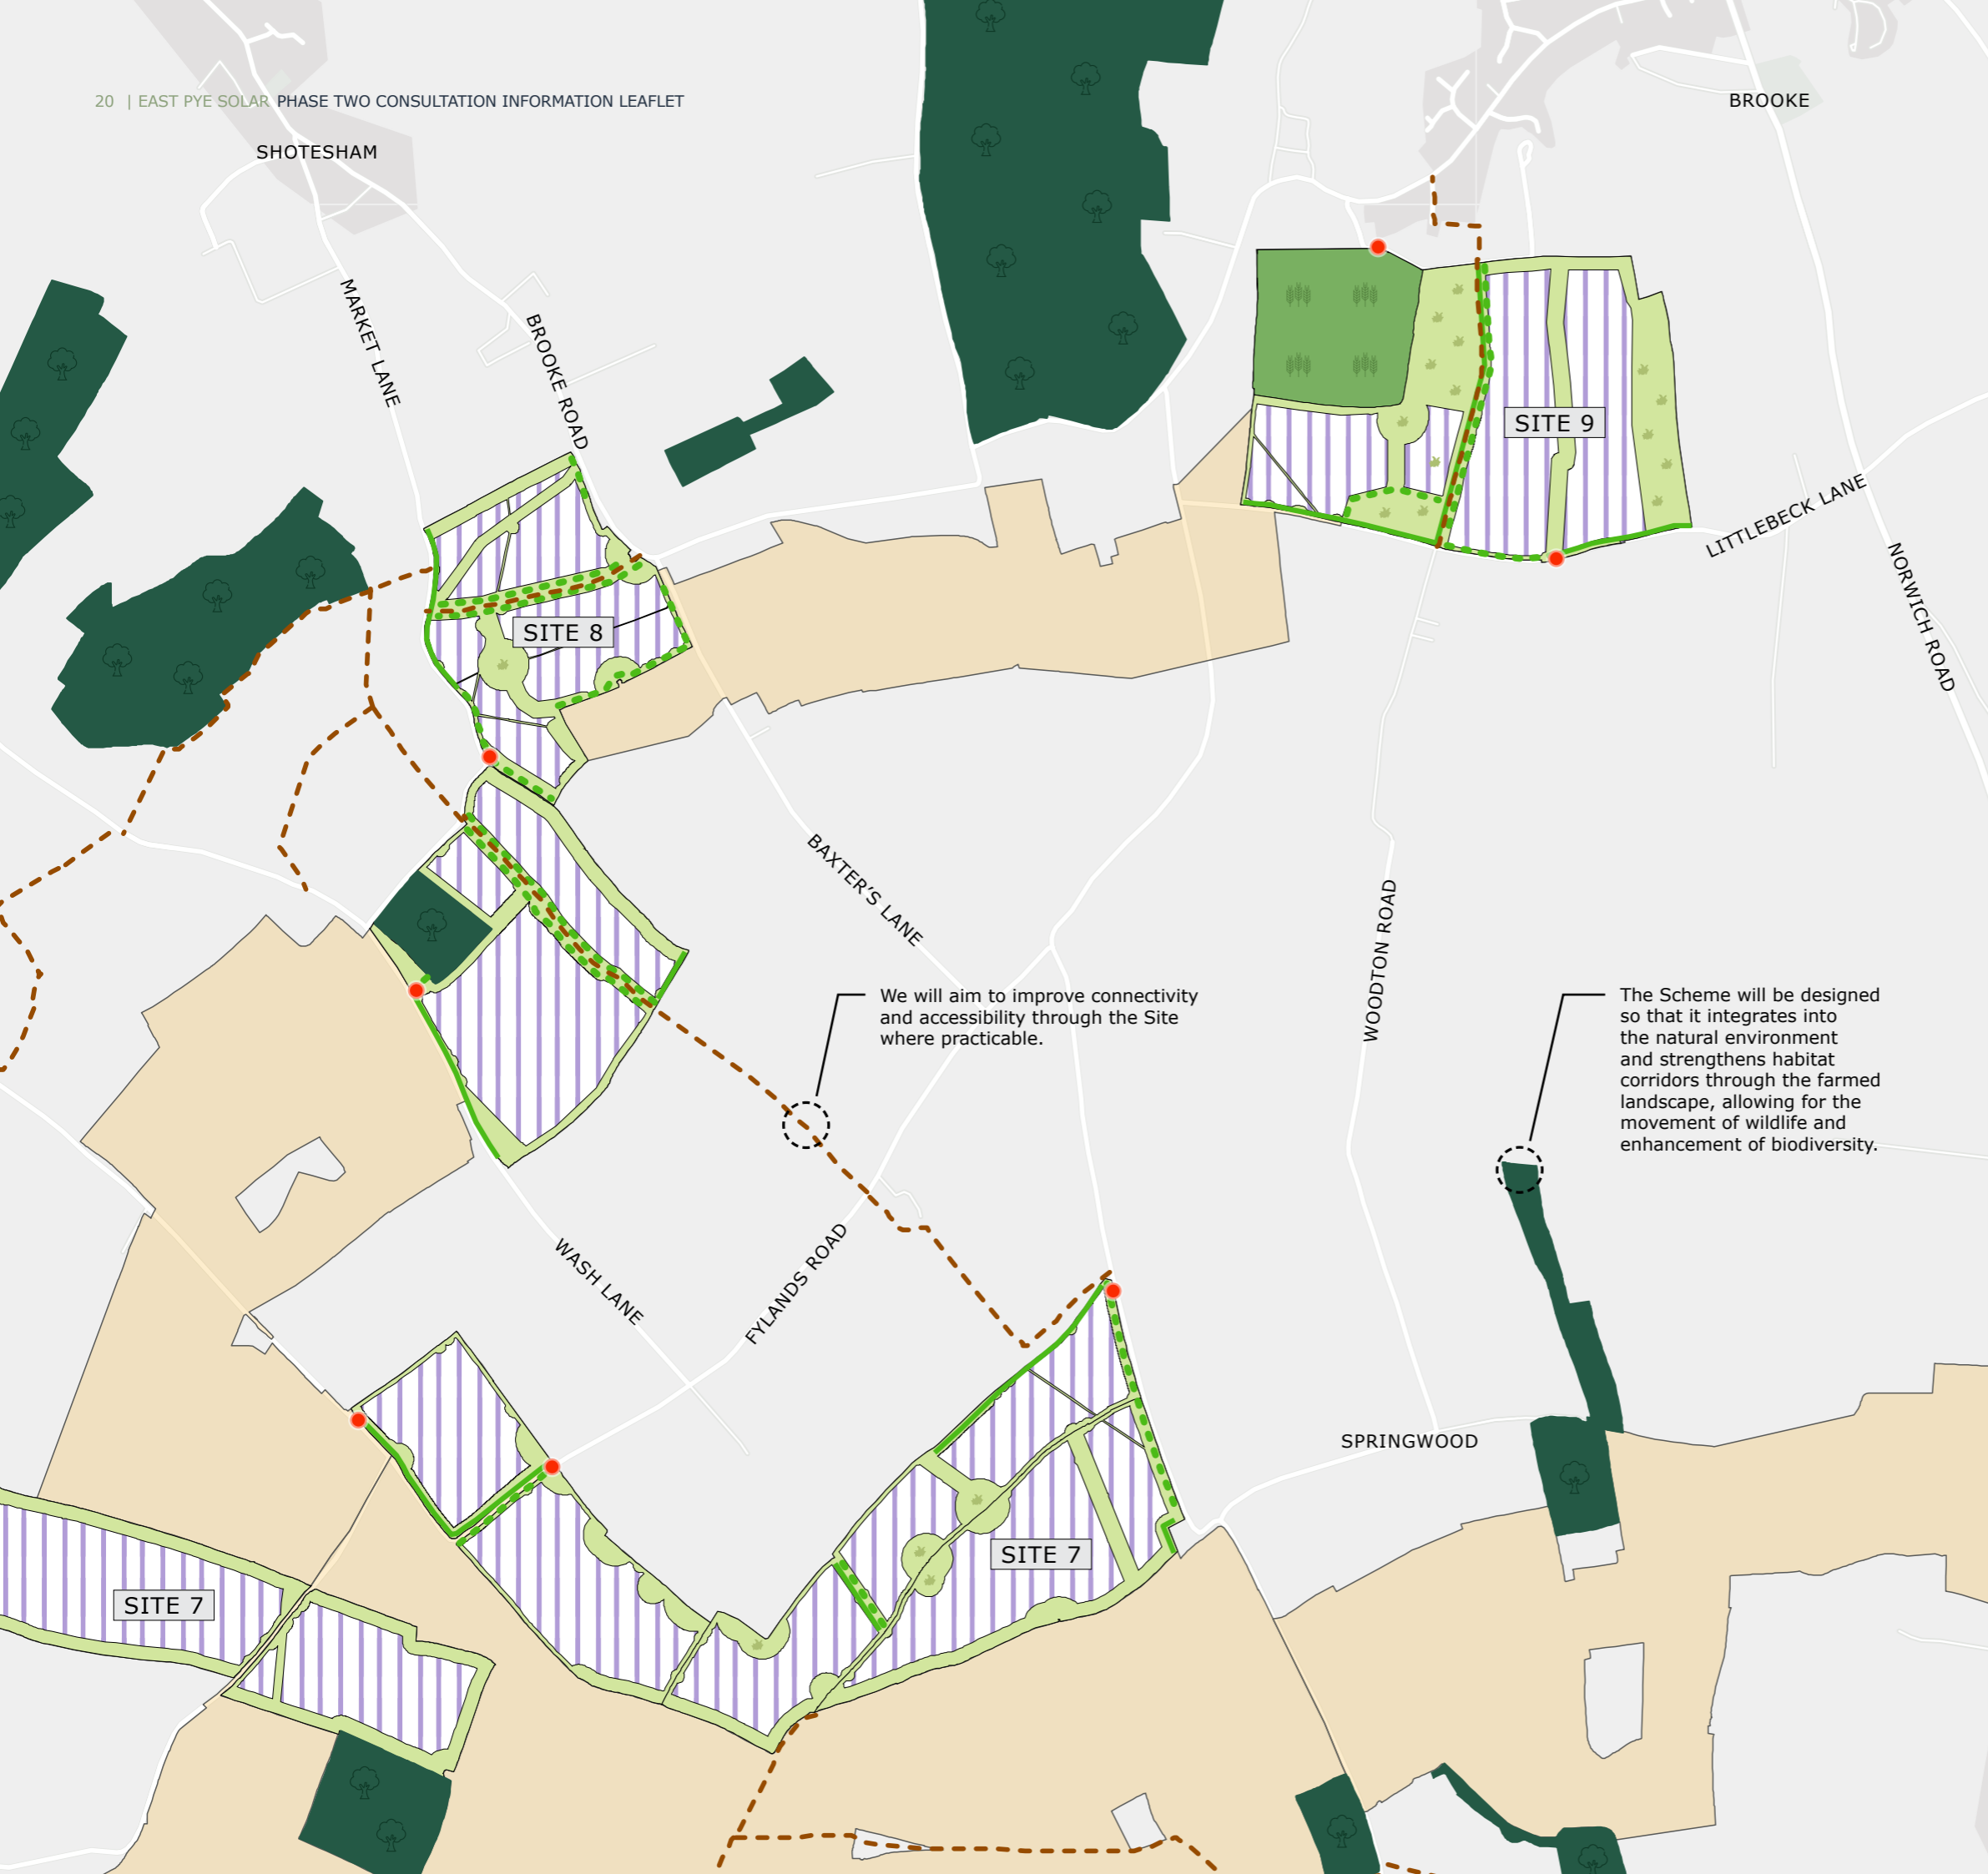 20 | EAST PYE SOLAR PHASE TWO CONSULTATION INFORMATION LEAFLET
BROOKE
SHOTESHAM
MARKET LANE
BROOKE ROAD
SITE 9
LITTLEBECK LANE
NORWICH ROAD
SITE 8
BAXTER'S LANE
WOODTON ROAD
We will aim to improve connectivity
and accessibility through the Site
where practicable.
The Scheme will be designed
so that it integrates into
the natural environment
and strengthens habitat
corridors through the farmed
landscape, allowing for the
movement of wildlife and
enhancement of biodiversity.
WASH LANE
FYLANDS ROAD
SPRINGWOOD
SITE 7
SITE 7